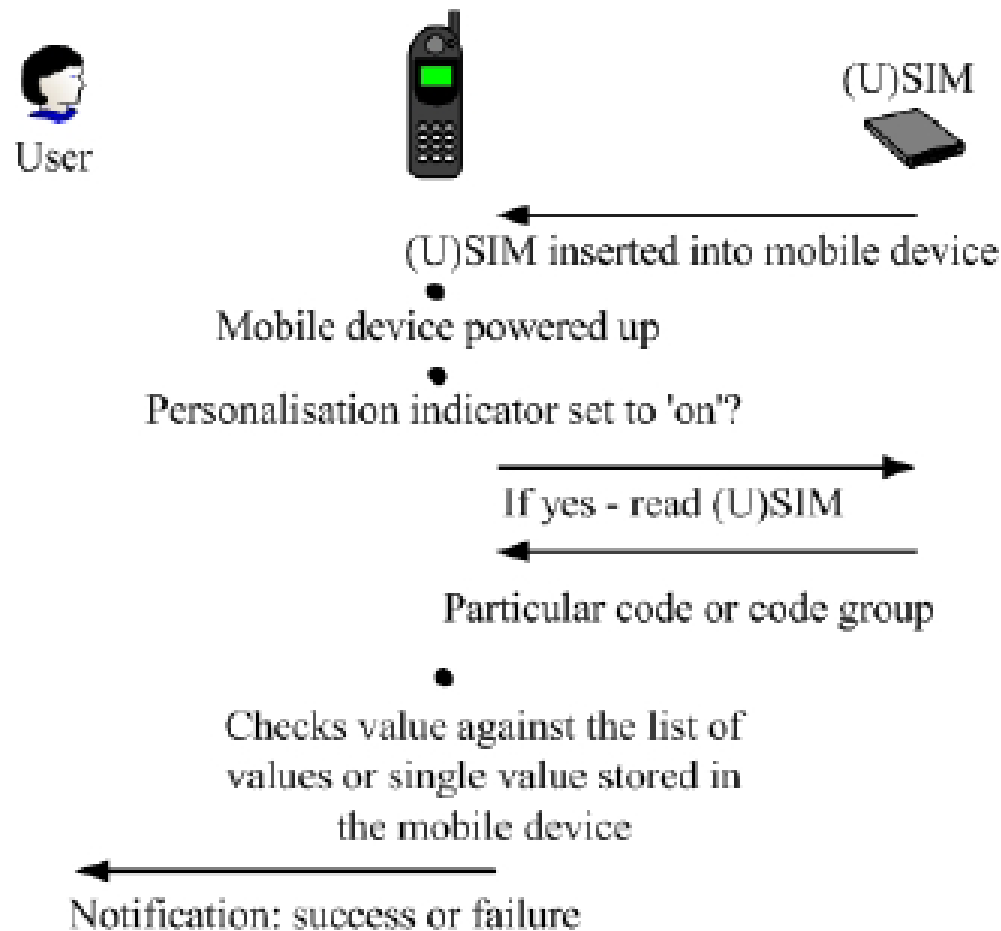 User
(U)SIM
(U)SIM inserted into mobile device
Mobile device powered up
Personalisation indicator set to 'on'?
If yes - read (U)SIM
Particular code or code group
Checks value against the list of
values or single value stored in
the mobile device
Notification: success or failure